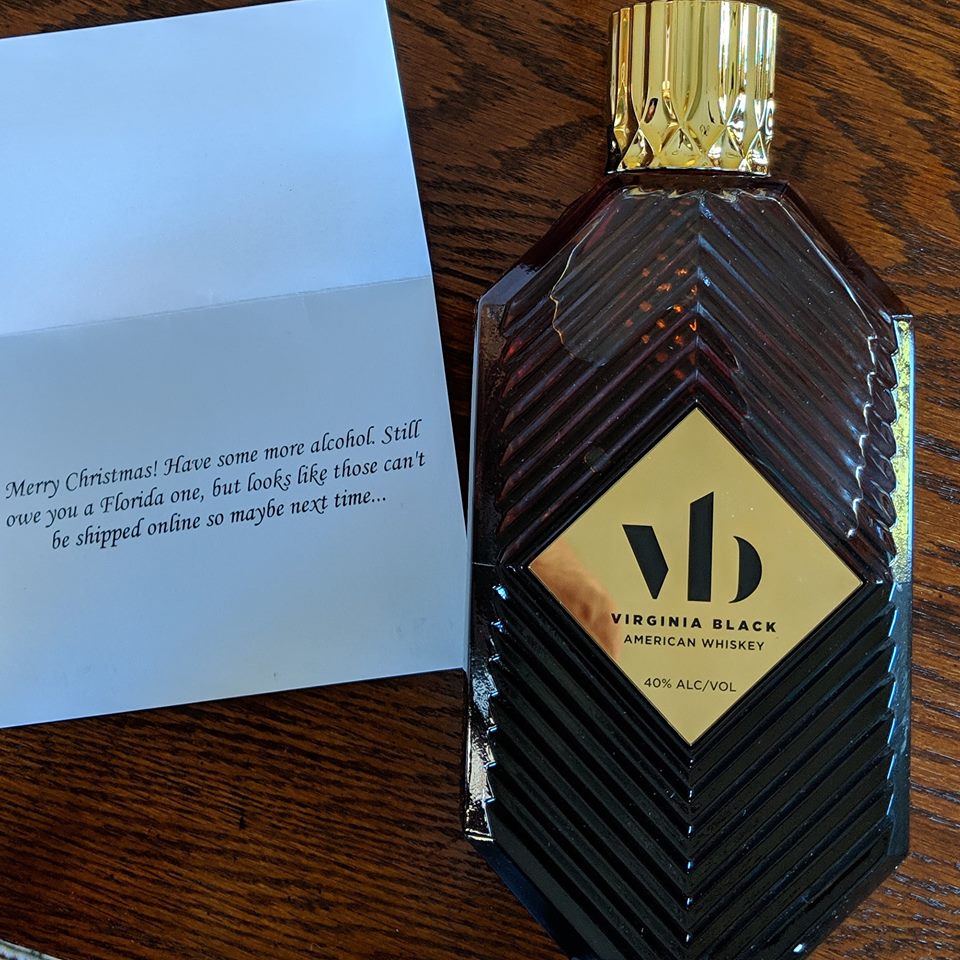 Merry Christmas! Have some more alcohol. Still
owe you a Florida one, but looks like those can't
be shipped online so maybe next time...
vb
VIRGINIA BLACK
AMERICAN WHISKEY
40% ALC/VOL